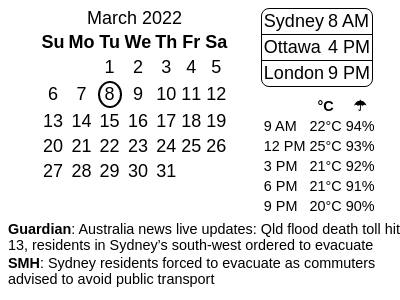 March 2022
Su Mo Tu We Th Fr Sa
1 2 3 4 5
6 7 8 9 10 11 12
13 14 15 16 17 18 19
20 21 22 23 24 25 26
27 28 29 30 31
Sydney 8 AM
Ottawa 4 PM
London 9 PM
°C ☂
9 AM 22°C 94%
12 PM 25°C 93%
3 PM 21°C 92%
6 PM 21°C 91%
9 PM 20°C 90%
Guardian: Australia news live updates: Qld flood death toll hit
13, residents in Sydney's south-west ordered to evacuate
SMH: Sydney residents forced to evacuate as commuters
advised to avoid public transport